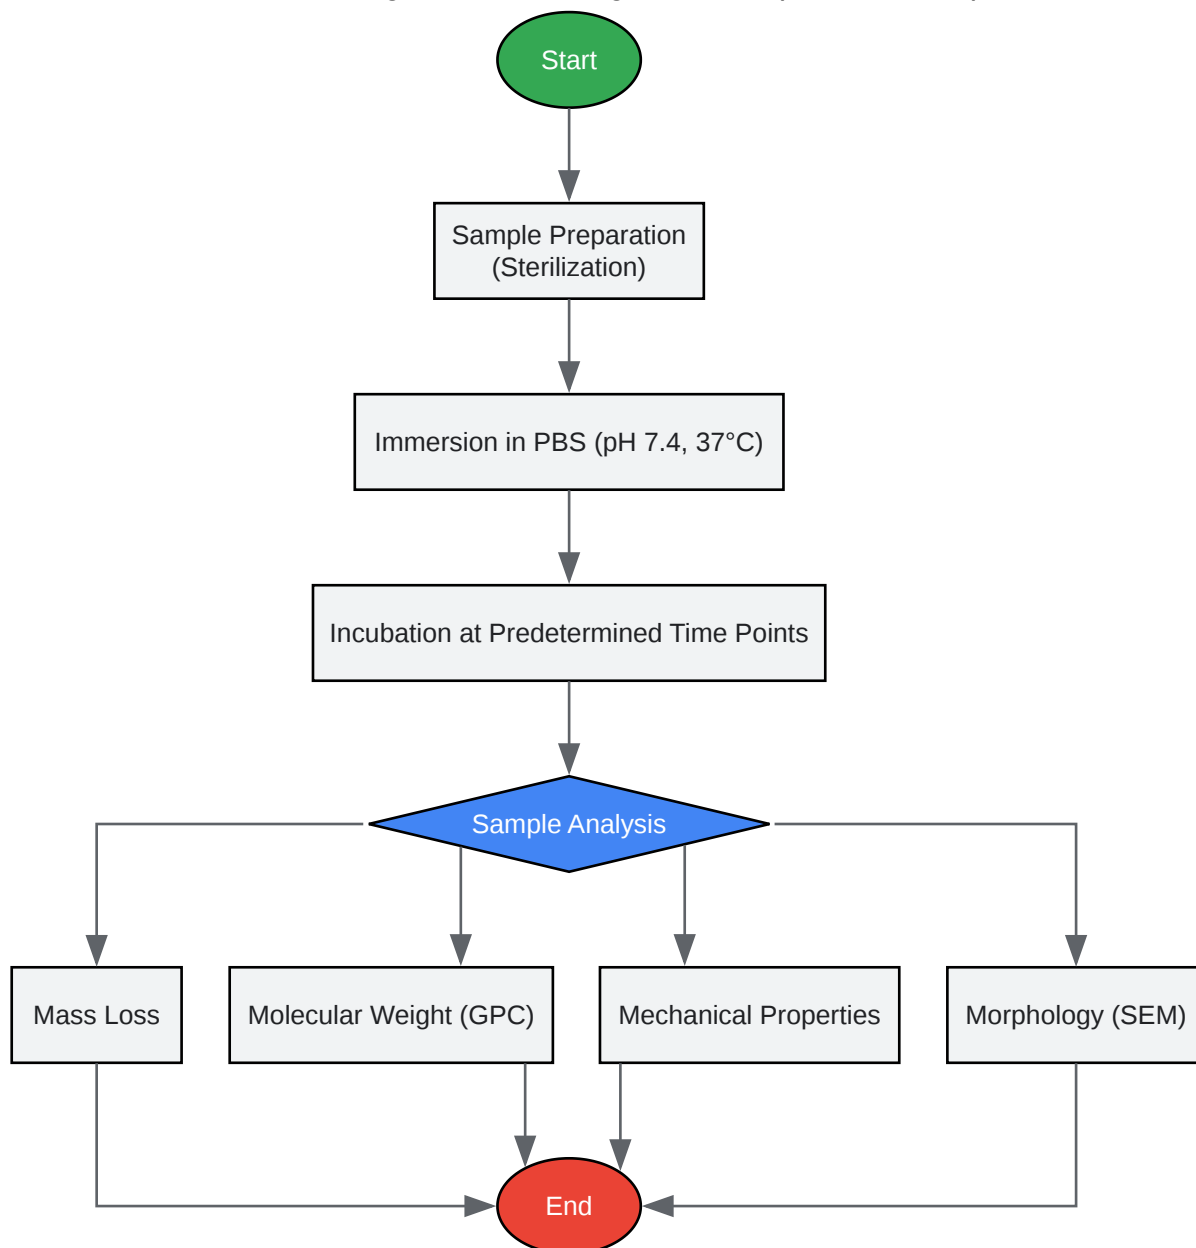 Start
Sample Preparation
(Sterilization)
Immersion in PBS (pH 7.4, 37°C)
Incubation at Predetermined Time Points
Sample Analysis
Mass Loss
Molecular Weight (GPC)
Mechanical Properties
Morphology (SEM)
End